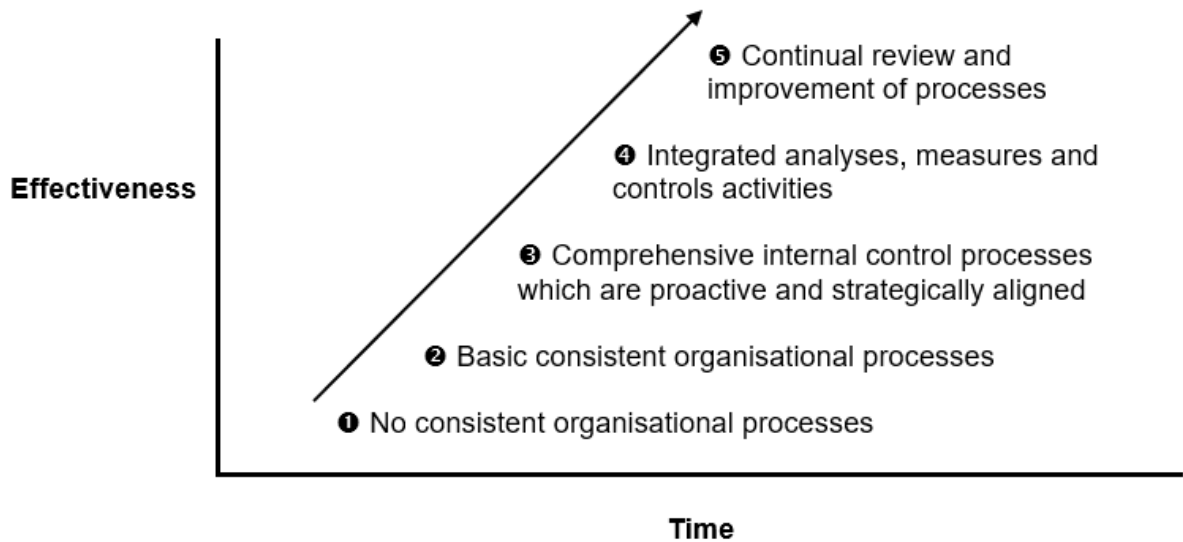 ❺ Continual review and
improvement of processes
❹ Integrated analyses, measures and
controls activities
Effectiveness
❸ Comprehensive internal control processes
which are proactive and strategically aligned
❷ Basic consistent organisational processes
❶ No consistent organisational processes
Time